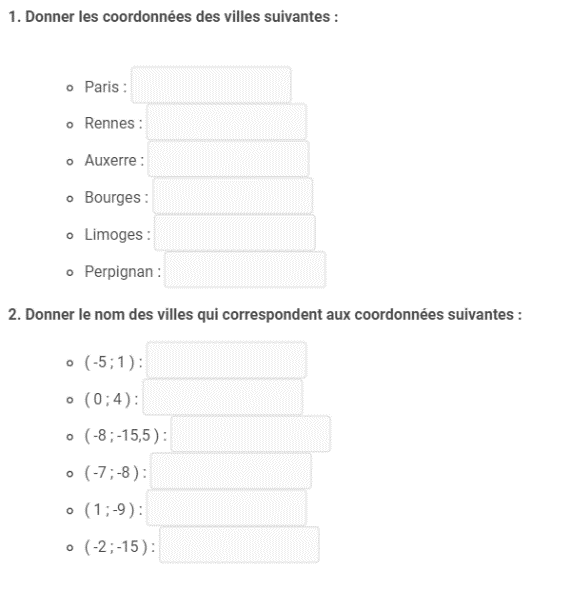 1. Donner les coordonnées des villes suivantes :
Paris :
Rennes :
Auxerre :
Bourges :
Limoges :
Perpignan :
2. Donner le nom des villes qui correspondent aux coordonnées suivantes :
( -5 ; 1 ) :
( 0 ; 4 ) :
( -8 ; -15,5 ) :
( -7 ; -8 ) :
( 1 ; -9 ) :
( -2 ; -15 ) :